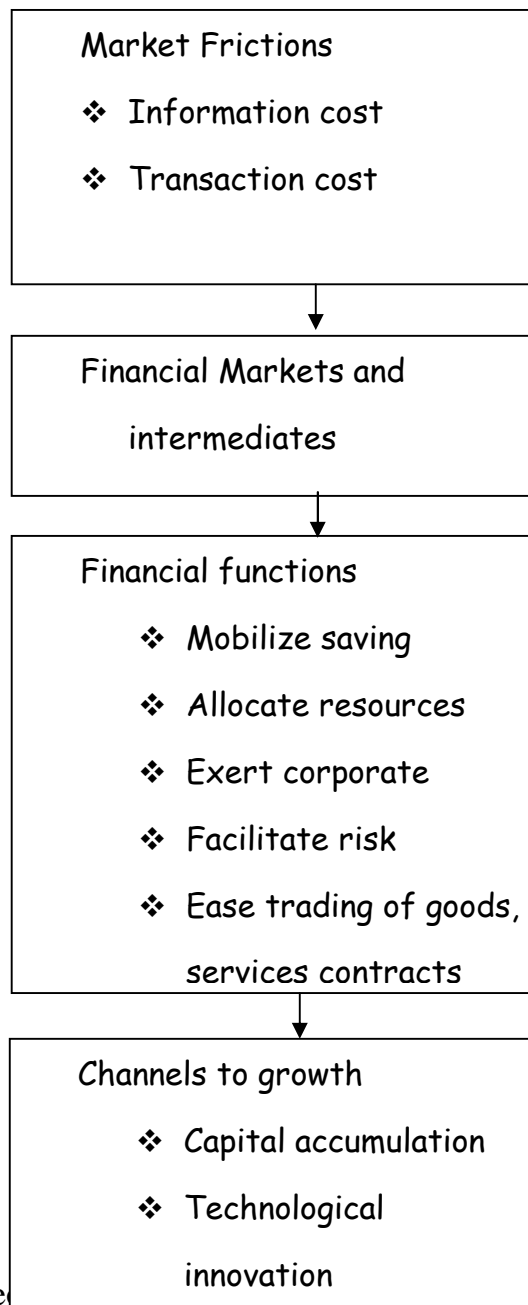 Market Frictions
❖ Information cost
❖ Transaction cost
Financial Markets and
intermediates
Financial functions
❖ Mobilize saving
❖ Allocate resources
❖ Exert corporate
❖ Facilitate risk
❖ Ease trading of goods,
services contracts
Channels to growth
❖ Capital accumulation
❖ Technological
innovation